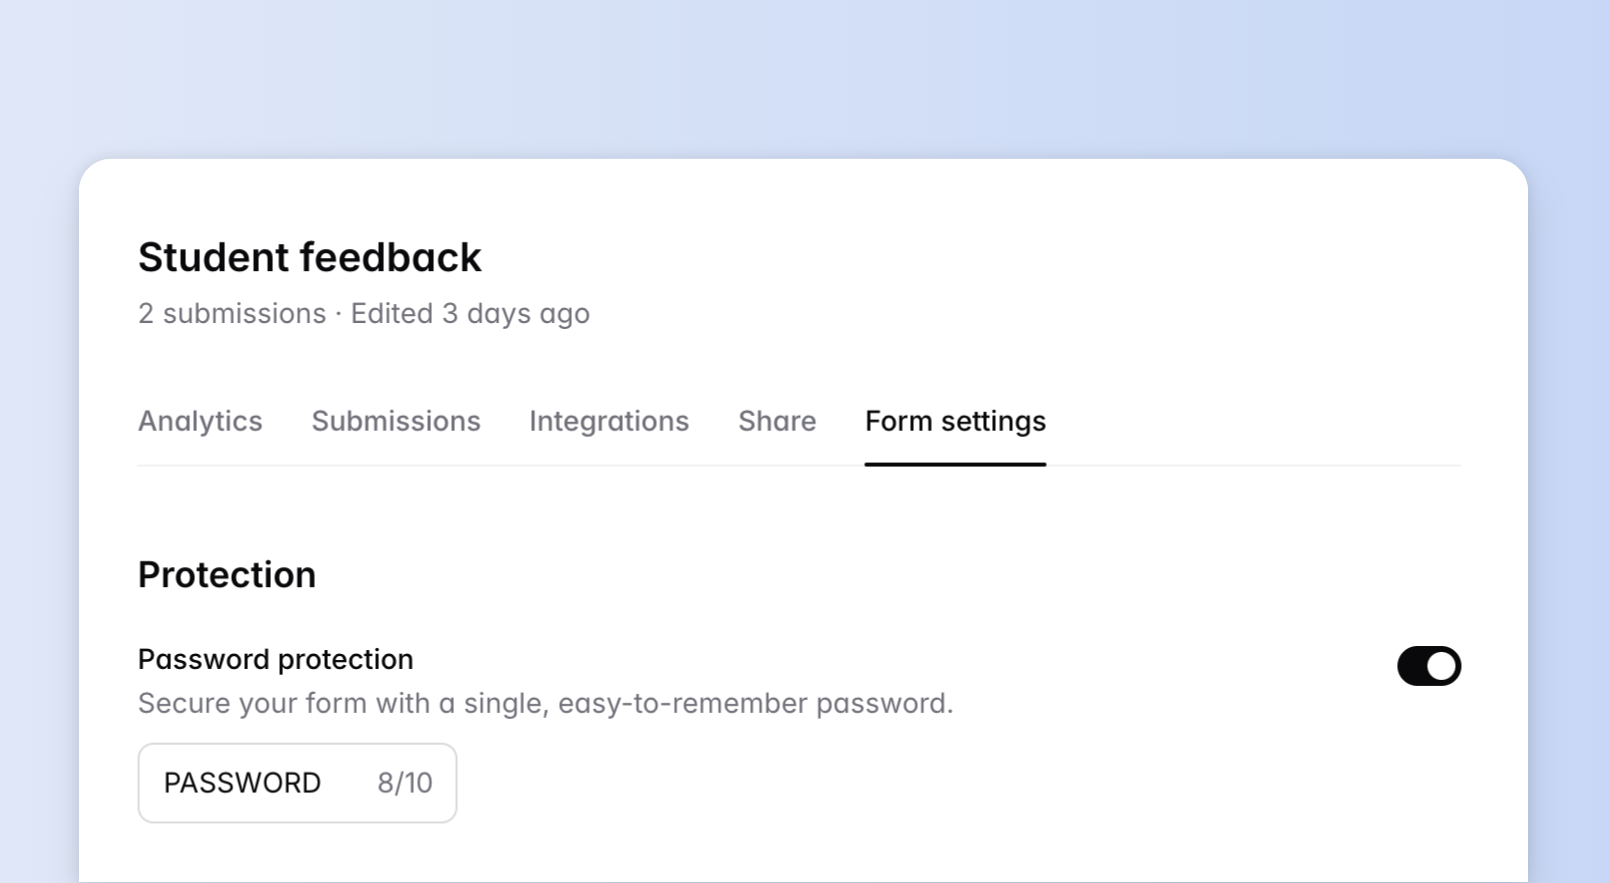 Student feedback
2 submissions · Edited 3 days ago
Analytics Submissions Integrations Share Form settings
Protection
Password protection
Secure your form with a single, easy-to-remember password.
PASSWORD 8/10